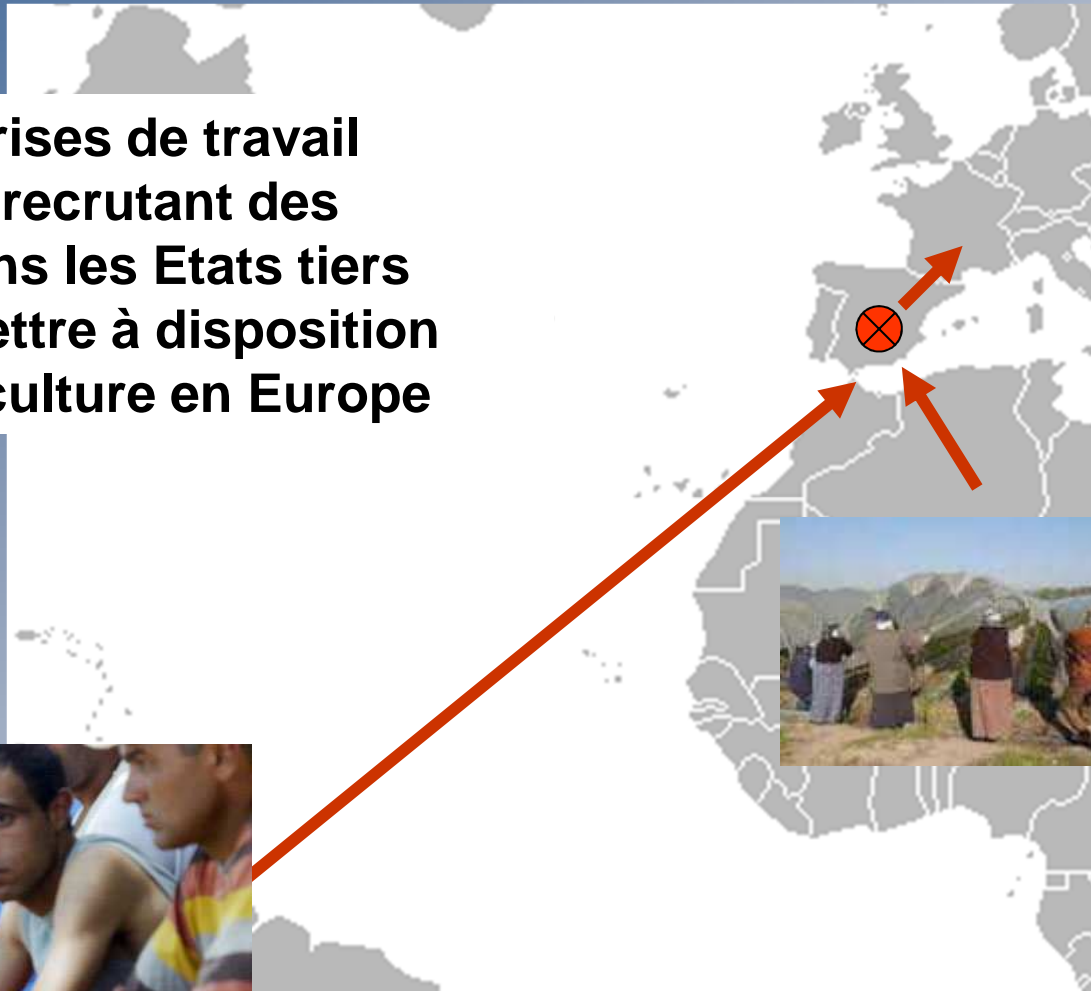 rises de travail
recrutant des
ns les Etats tiers
ettre à disposition
culture en Europe